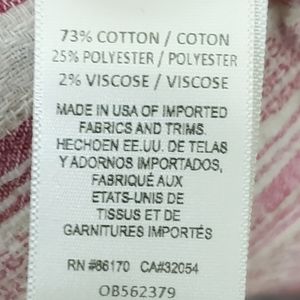 73% COTTON / COTON
25% POLYESTER / POLYESTER
2% VISCOSE / VISCOSE
MADE IN USA OF IMPORTED
FABRICS AND TRIMS.
HECHOEN EE.UU. DE TELAS
Y ADORNOS IMPORTADOS,
FABRIQUÉ AUX
ETATS-UNIS DE
TISSUS ET DE
GARNITURES IMPORTÉS
RN #86170 CA#32054
OB562379